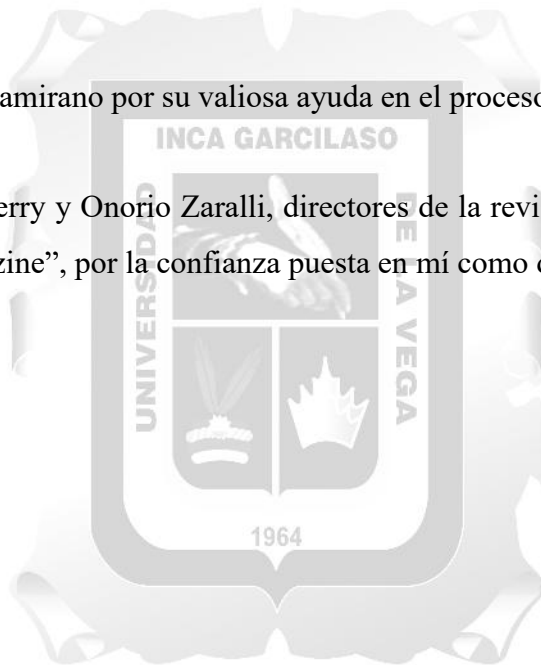 amirano por su valiosa ayuda en el proceso
INCA GARCILASO
erry y Onorio Zaralli, directores de la revi
zine”, por la confianza puesta en mí como
UNIVERSIDAD
DE LA VEGA
1964